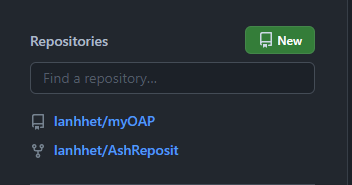 Repositories
New
Find a repository...
lanhhet/myOAP
lanhhet/AshReposit